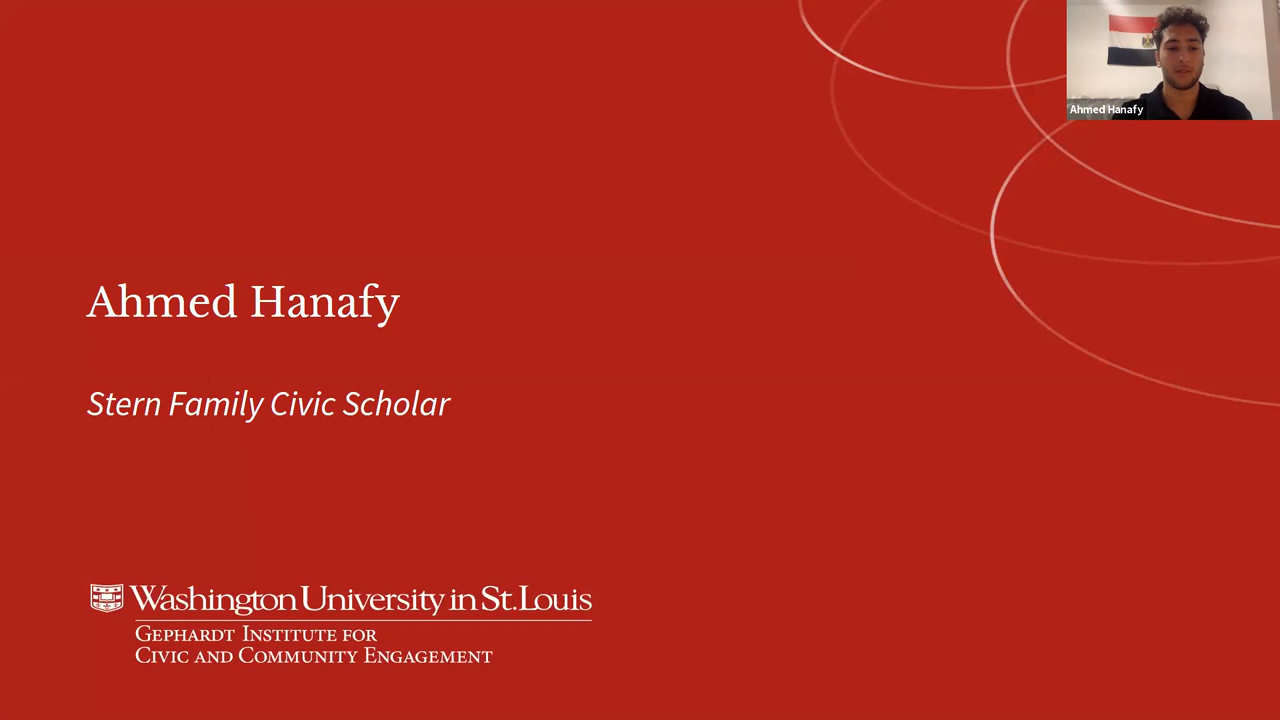 Ahmed Hanafy
Ahmed Hanafy
Stern Family Civic Scholar
Washington University in St. Louis
Gephardt Institute for
Civic and Community Engagement